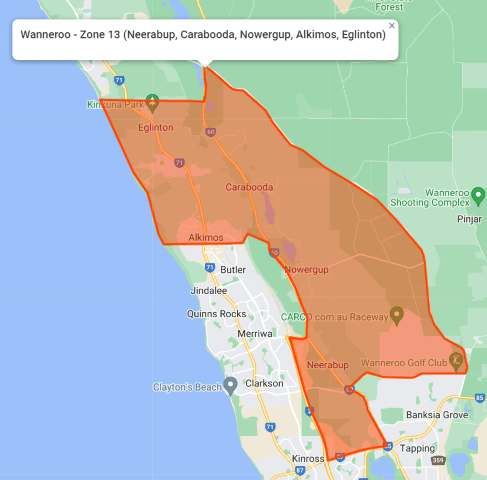 Forest
×
Wanneroo - Zone 13 (Neerabup, Carabooda, Nowergup, Alkimos, Eglinton)
71
Kinkuna Park
Eglinton
60
71
Carabooda
Wanneroo
Shooting Complex
Pinjar
Alkimos
71
Butler
Nowergup
Jindalee
Quinns Rocks
CARCO.com.au Raceway
Merriwa
Neerabup
Wanneroo Golf Club
Clayton's Beach
Clarkson
85
Banksia Grove
71
Tapping
Kinross
359
87